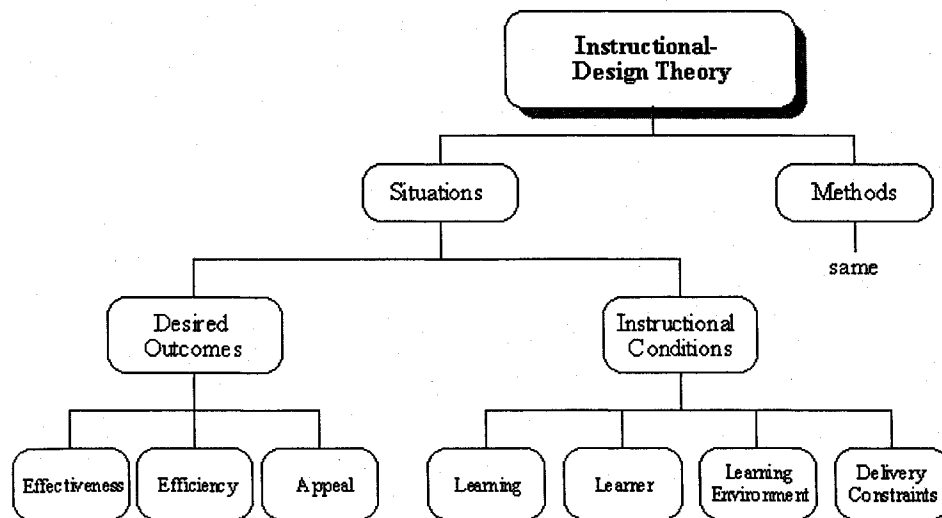 Instructional-
Design Theory
Situations
Methods
same
Desired
Outcomes
Instructional
Conditions
Effectiveness
Efficiency
Appeal
Learning
Learner
Learning
Environment
Delivery
Constraints